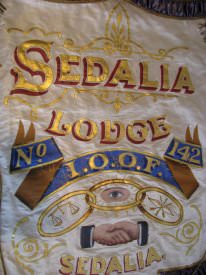 SEDALIA
LODGE
NO. 142
I.O.O.F.
SEDALIA.